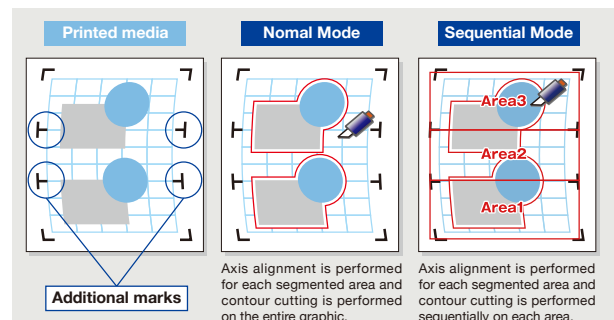 Printed media
Nomal Mode
Sequential Mode
Area3
Area2
Area1
Additional marks
Axis alignment is performed
for each segmented area and
contour cutting is performed
on the entire graphic.
Axis alignment is performed
for each segmented area and
contour cutting is performed
sequentially on each area.